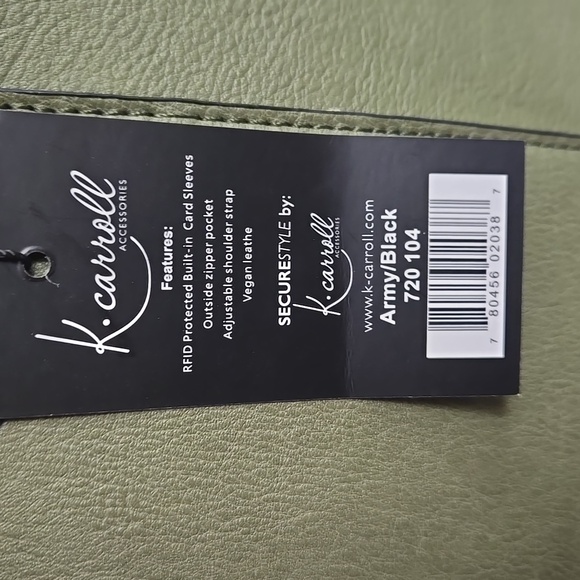 K.carroll
ACCESSORIES
Features:
RFID Protected Built-in Card Sleeves
Outside zipper pocket
Adjustable shoulder strap
Vegan leathe
SECURESTYLE by:
K.carroll
ACCESSORIES
www.k-carroll.com
Army/Black
720 104
7 80456 02038 7